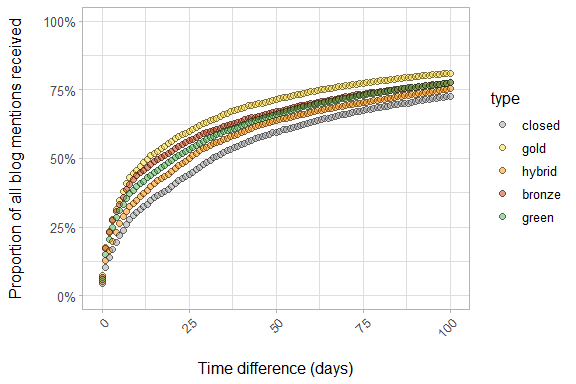 Proportion of all blog mentions received
100%
75%
50%
25%
0%
0
25
50
75
100
Time difference (days)
type
closed
gold
hybrid
bronze
green